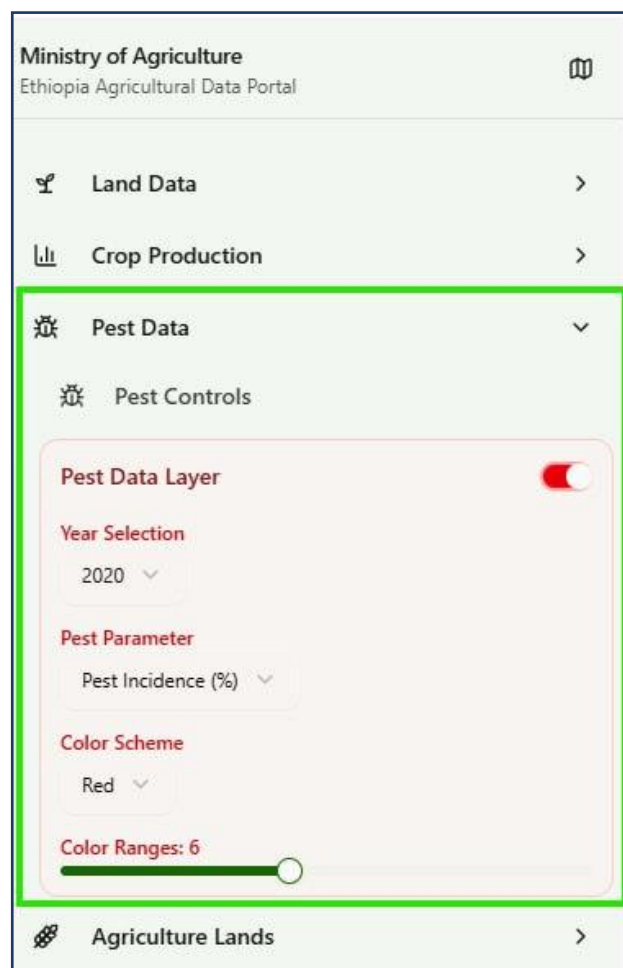 Ministry of Agriculture
Ethiopia Agricultural Data Portal
Land Data
Crop Production
Pest Data
Pest Controls
Pest Data Layer
Year Selection
2020
Pest Parameter
Pest Incidence (%)
Color Scheme
Red
Color Ranges: 6
Agriculture Lands